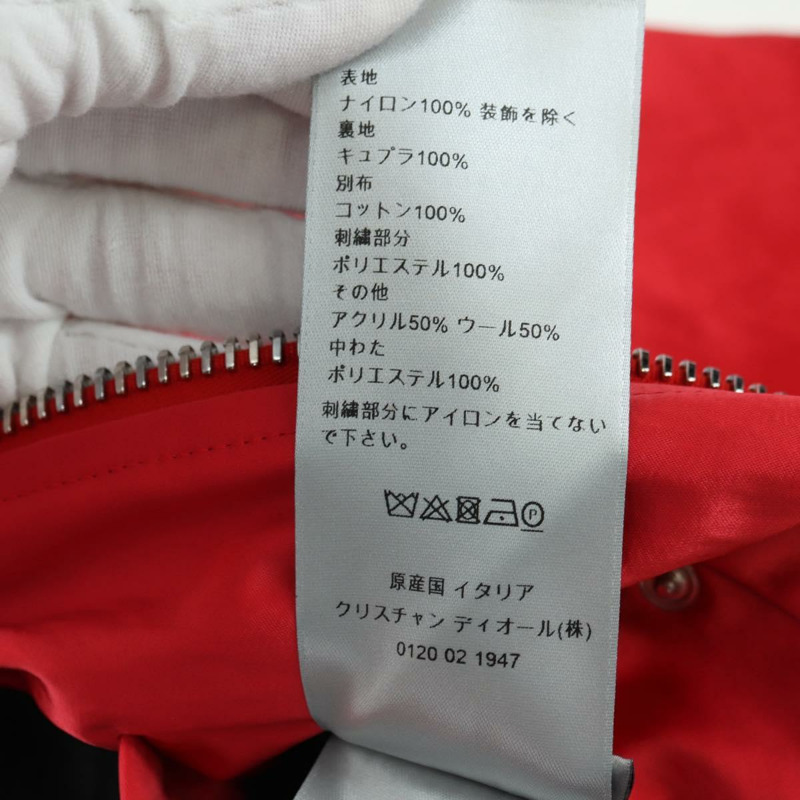 表地
ナイロン100% 装飾を除く
裏地
キュプラ100%
別布
コットン100%
刺繍部分
ポリエステル100%
その他
アクリル50% ウール50%
中わた
ポリエステル100%
刺繍部分にアイロンを当てない
で下さい。
P
原産国 イタリア
クリスチャン ディオール(株)
0120 02 1947